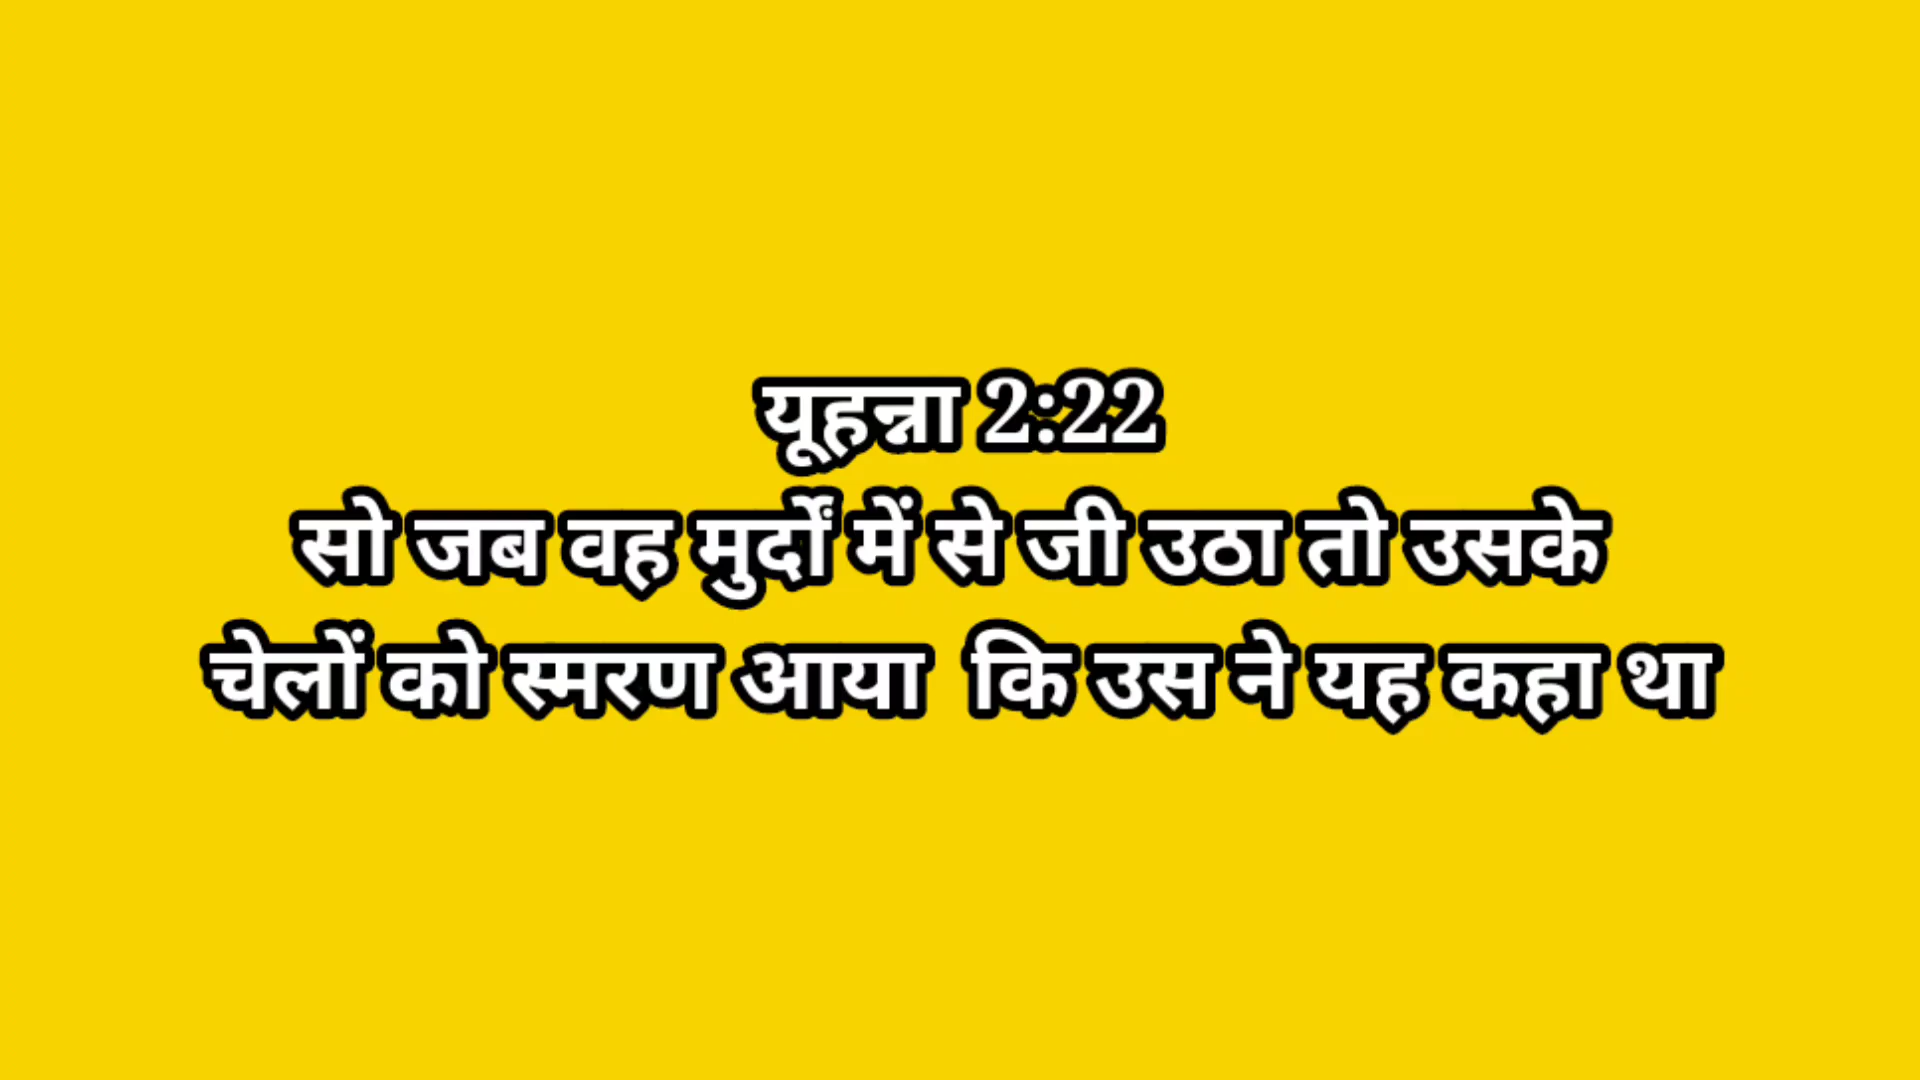 यूहन्ना 2:22
सो जब वह मुर्दों में से जी उठा तो उसके
चेलों को स्मरण आया  कि उस ने यह कहा था